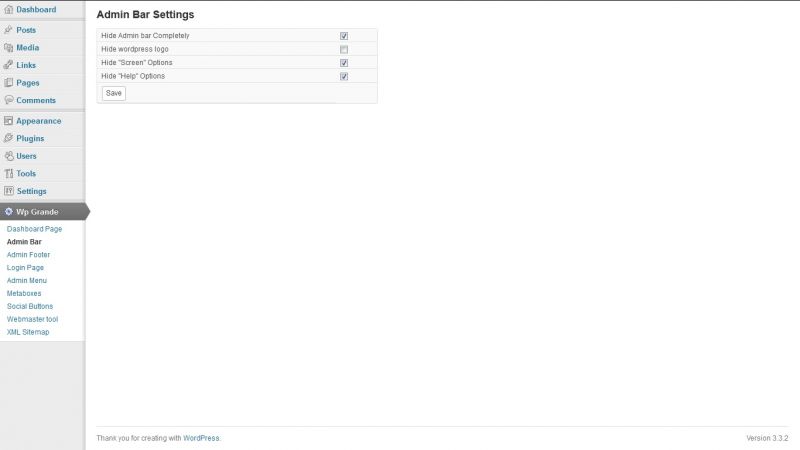 Dashboard
Posts
Media
Links
Pages
Comments
Appearance
Plugins
Users
Tools
Settings
Wp Grande
Dashboard Page
Admin Bar
Admin Footer
Login Page
Admin Menu
Metaboxes
Social Buttons
Webmaster tool
XML Sitemap
Admin Bar Settings
Hide Admin bar Completely
Hide wordpress logo
Hide "Screen" Options
Hide "Help" Options
Save
Thank you for creating with WordPress.
Version 3.3.2